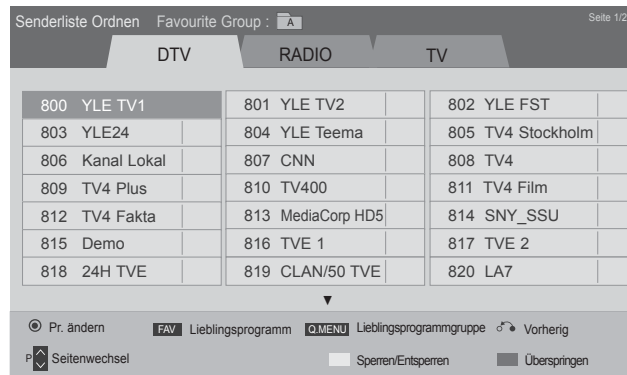 Senderliste Ordnen Favourite Group : A Seite 1/2
DTV RADIO TV
800 YLE TV1 801 YLE TV2 802 YLE FST
803 YLE24 804 YLE Teema 805 TV4 Stockholm
806 Kanal Lokal 807 CNN 808 TV4
809 TV4 Plus 810 TV400 811 TV4 Film
812 TV4 Fakta 813 MediaCorp HD5 814 SNY_SSU
815 Demo 816 TVE 1 817 TVE 2
818 24H TVE 819 CLAN/50 TVE 820 LA7
Pr. ändern FAV Lieblingsprogramm Q.MENU Lieblingsprogrammgruppe Vorherig
P Seitenwechsel Sperren/Entsperren Überspringen